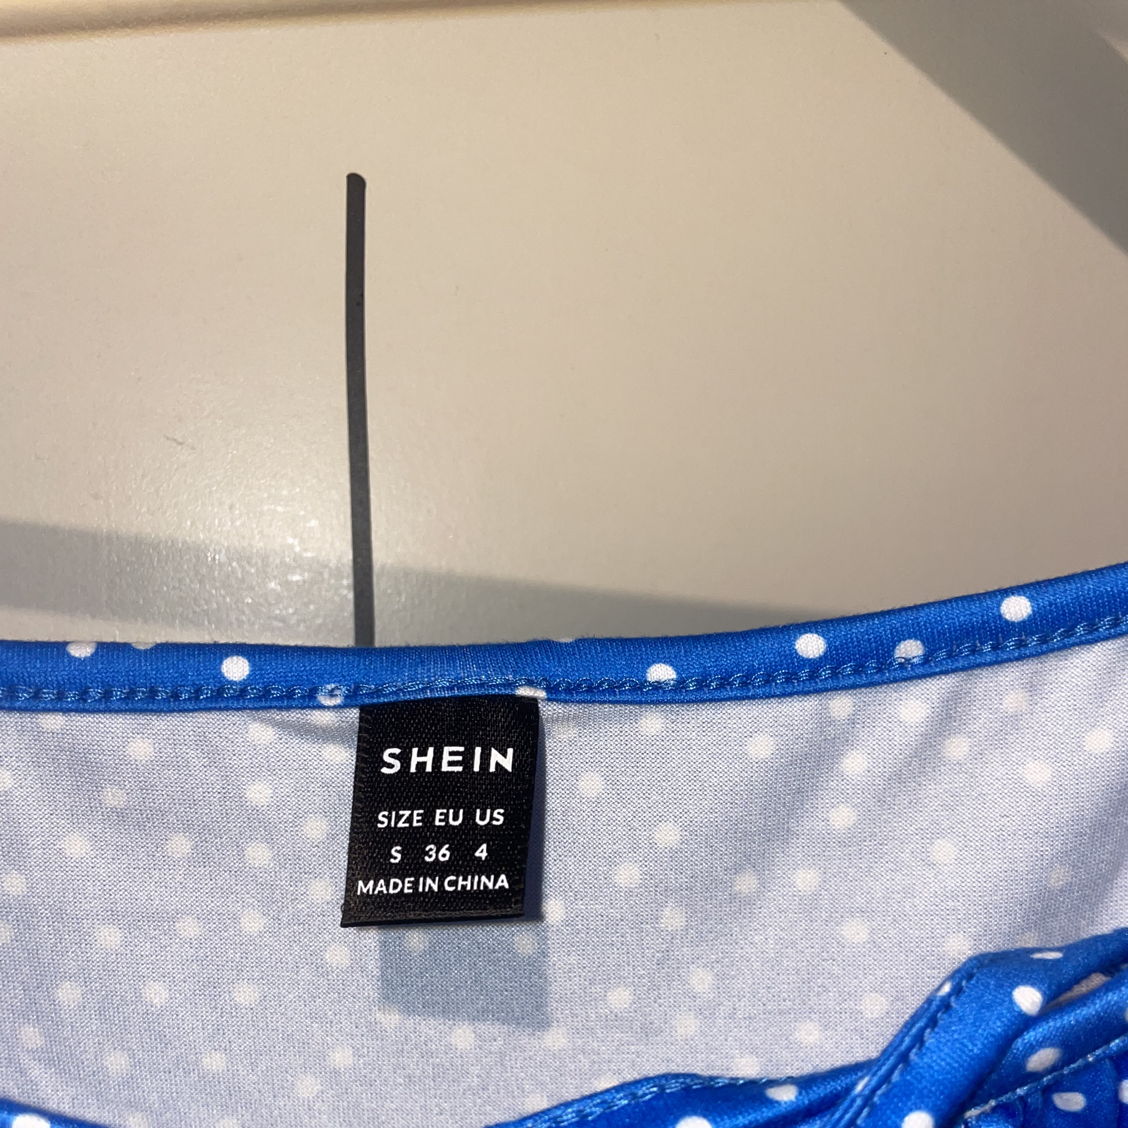 SHEIN
SIZE EU US
S 36 4
MADE IN CHINA